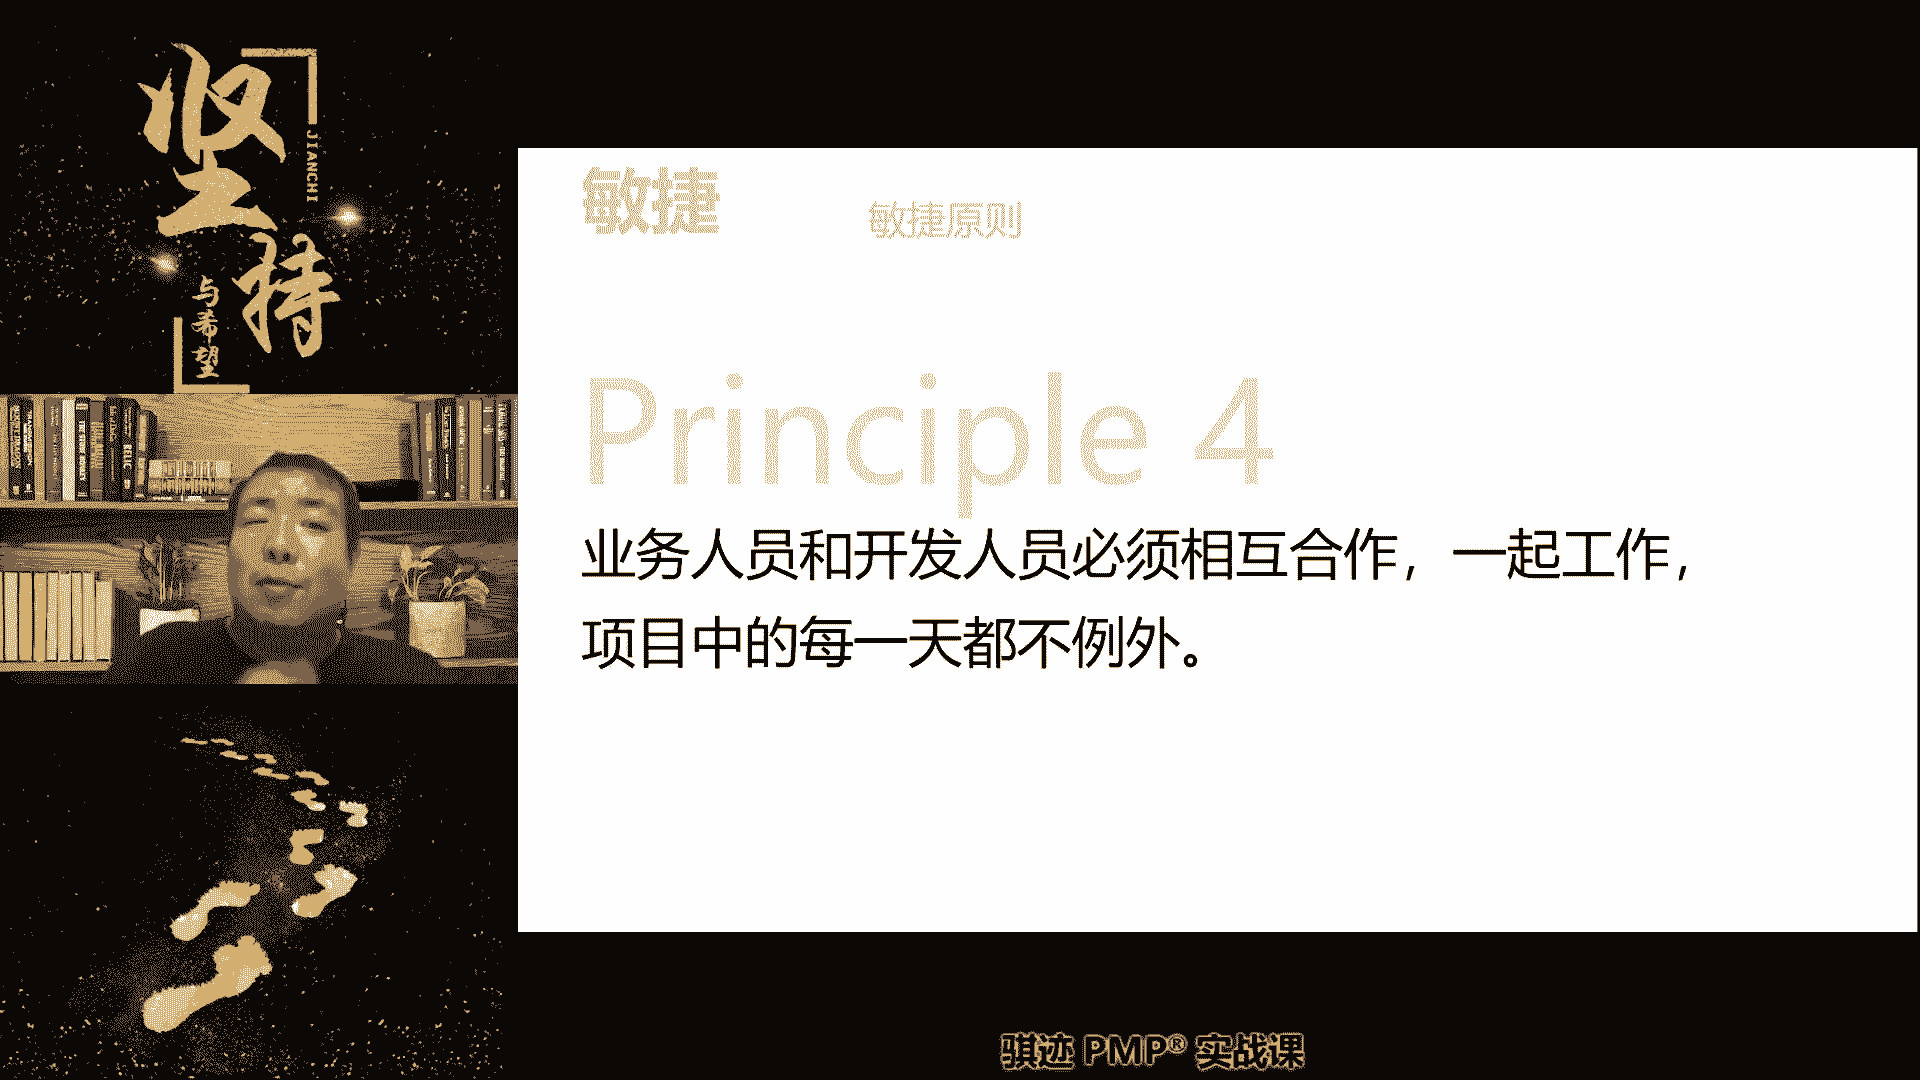 坚持
JIANCHI
与希望
敏捷
敏捷原则
Principle 4
业务人员和开发人员必须相互合作，一起工作，
项目中的每一天都不例外。
骐迹 PMP® 实战课